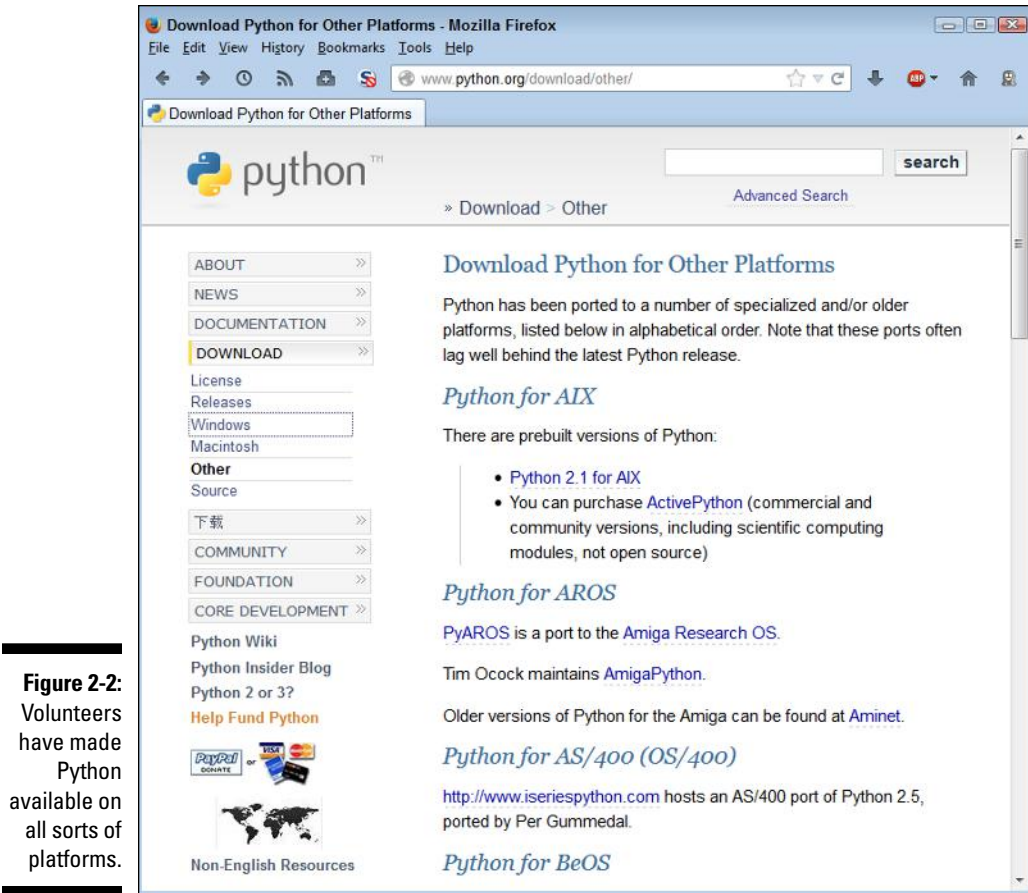 Download Python for Other Platforms - Mozilla Firefox
File Edit View History Bookmarks Tools Help
www.python.org/download/other/
ABP
Download Python for Other Platforms
python™
search
» Download > Other
Advanced Search
ABOUT »
NEWS »
DOCUMENTATION »
DOWNLOAD »
License
Releases
Windows
Macintosh
Other
Source
下载 »
COMMUNITY »
FOUNDATION »
CORE DEVELOPMENT »
Python Wiki
Python Insider Blog
Python 2 or 3?
Help Fund Python
PayPal
DONATE
or
VISA
Non-English Resources
Download Python for Other Platforms
Python has been ported to a number of specialized and/or older
platforms, listed below in alphabetical order. Note that these ports often
lag well behind the latest Python release.
Python for AIX
There are prebuilt versions of Python:
• Python 2.1 for AIX
• You can purchase ActivePython (commercial and
community versions, including scientific computing
modules, not open source)
Python for AROS
PyAROS is a port to the Amiga Research OS.
Tim Ocock maintains AmigaPython.
Older versions of Python for the Amiga can be found at Aminet.
Python for AS/400 (OS/400)
http://www.iseriespython.com hosts an AS/400 port of Python 2.5,
ported by Per Gummedal.
Python for BeOS
Figure 2-2:
Volunteers
have made
Python
available on
all sorts of
platforms.